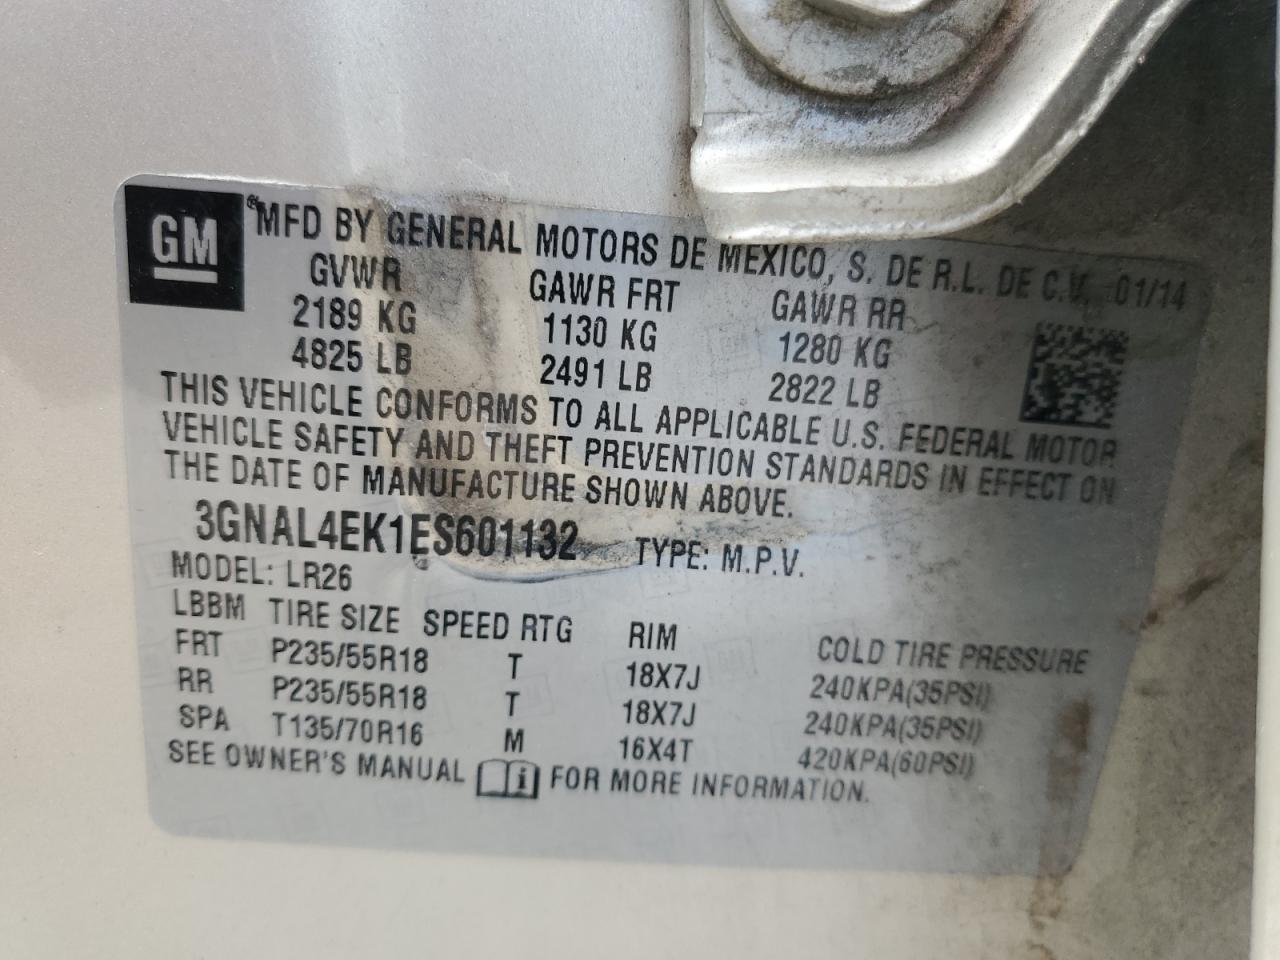 GM
®MFD BY GENERAL MOTORS DE MEXICO, S. DE R.L. DE C.V. 01/14
GVWR GAWR FRT GAWR RR
2189 KG 1130 KG 1280 KG
4825 LB 2491 LB 2822 LB
THIS VEHICLE CONFORMS TO ALL APPLICABLE U.S. FEDERAL MOTOR
VEHICLE SAFETY AND THEFT PREVENTION STANDARDS IN EFFECT ON
THE DATE OF MANUFACTURE SHOWN ABOVE.
3GNAL4EK1ES601132 TYPE: M.P.V.
MODEL: LR26
LBBM TIRE SIZE SPEED RTG RIM COLD TIRE PRESSURE
FRT P235/55R18 T 18X7J 240KPA(35PSI)
RR P235/55R18 T 18X7J 240KPA(35PSI)
SPA T135/70R16 M 16X4T 420KPA(60PSI)
SEE OWNER'S MANUAL i FOR MORE INFORMATION.